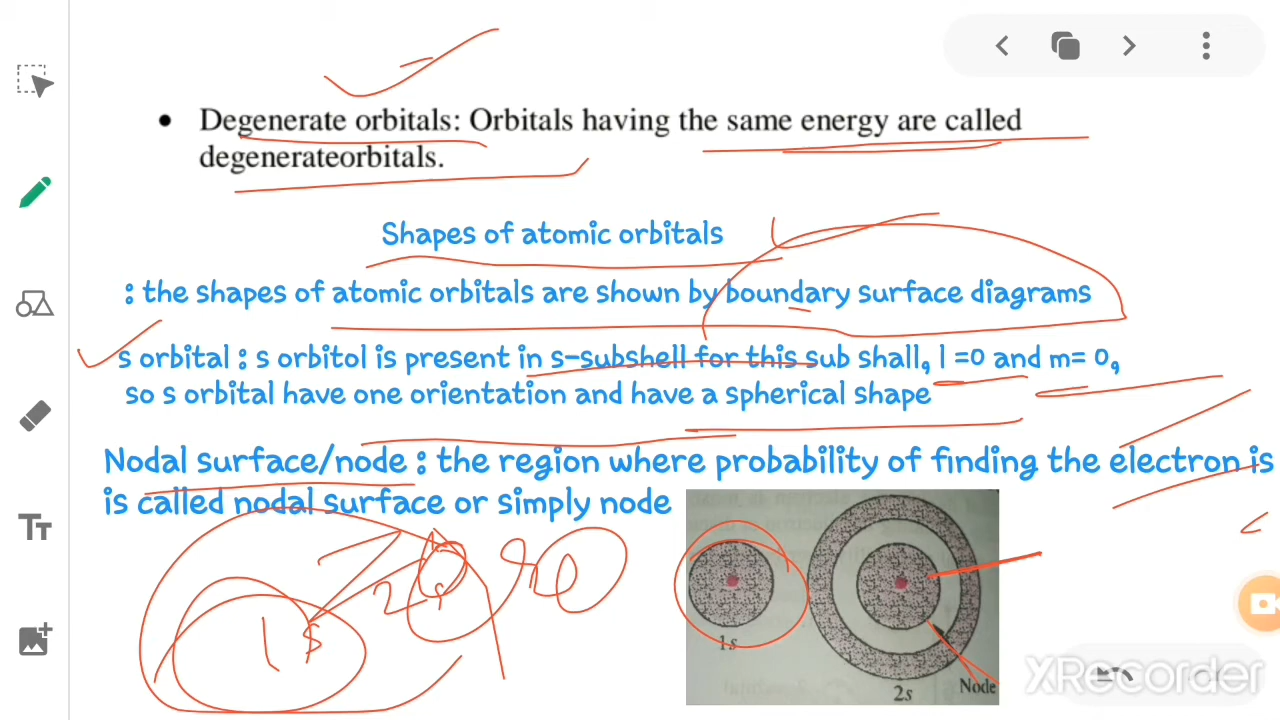 • Degenerate orbitals: Orbitals having the same energy are called
degenerateorbitals.
Shapes of atomic orbitals
: the shapes of atomic orbitals are shown by boundary surface diagrams
s orbital : s orbitol is present in s-subshell for this sub shall, l =0 and m= 0,
so s orbital have one orientation and have a spherical shape
Nodal surface/node : the region where probability of finding the electron is
is called nodal surface or simply node
1s
2s
1s
2s
Node
Tт
XRecorder